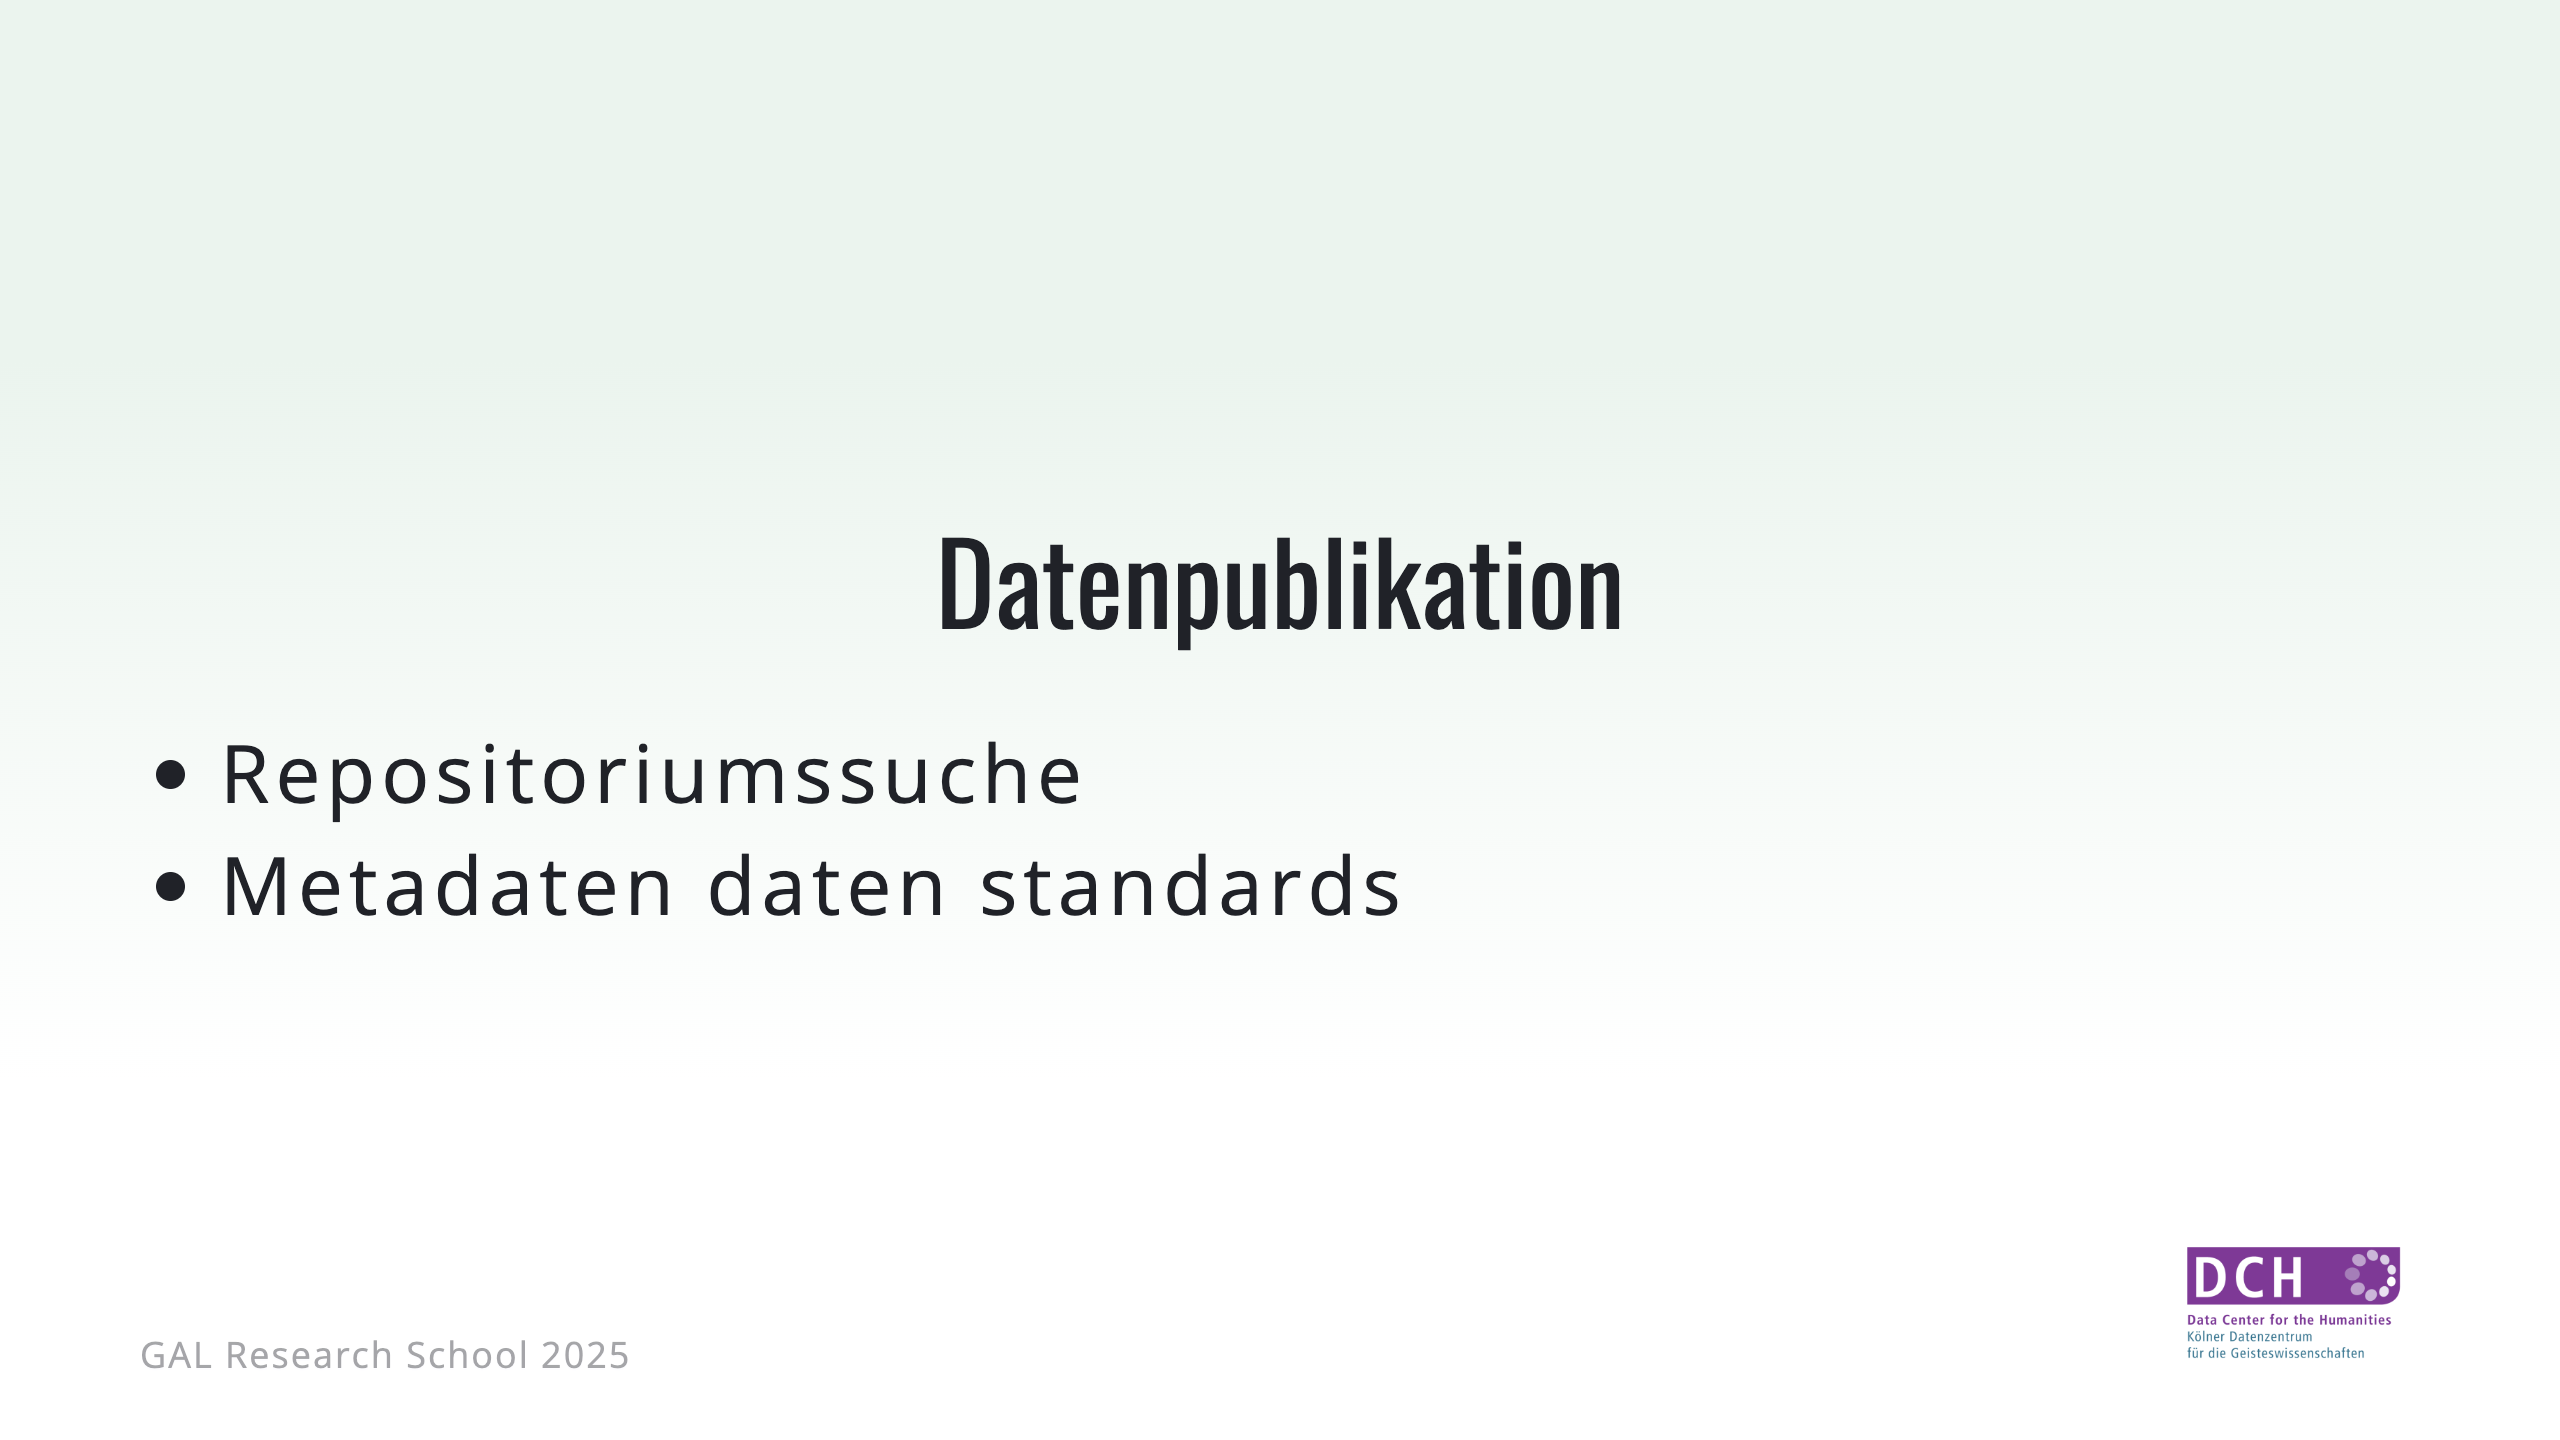 Datenpublikation
• Repositoriumssuche
• Metadaten daten standards
GAL Research School 2025
DCH
Data Center for the Humanities
Kölner Datenzentrum
für die Geisteswissenschaften